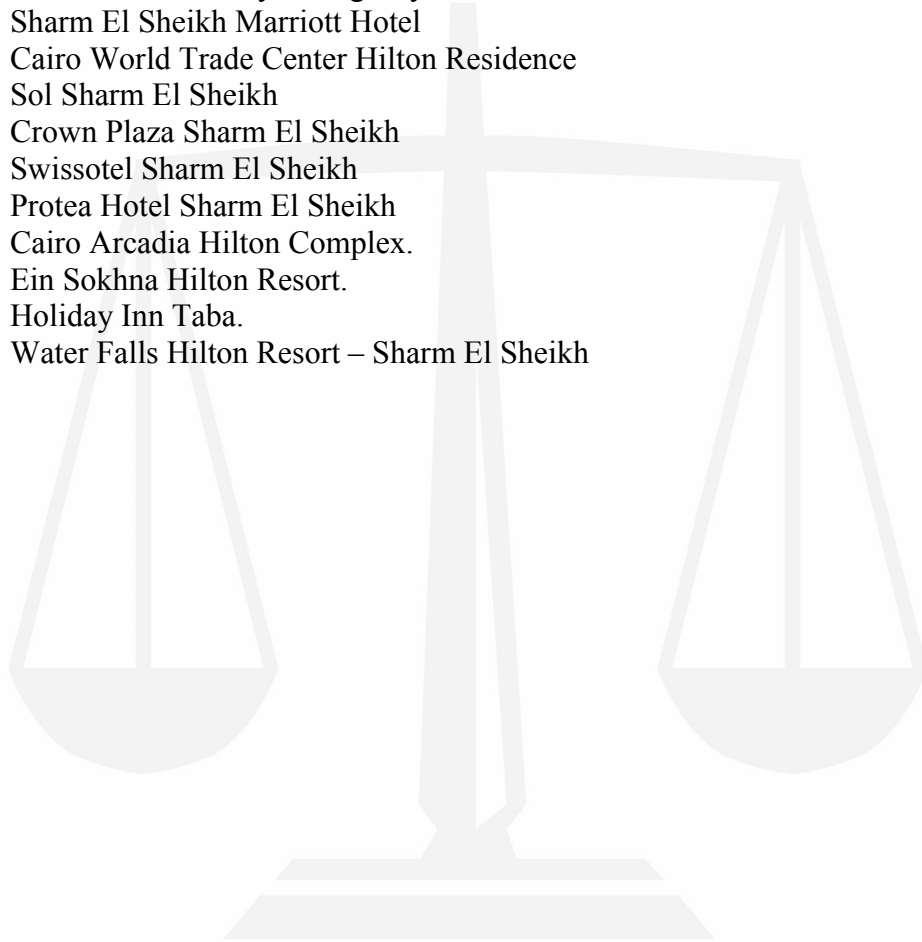 Sharm El Sheikh Marriott Hotel
Cairo World Trade Center Hilton Residence
Sol Sharm El Sheikh
Crown Plaza Sharm El Sheikh
Swissotel Sharm El Sheikh
Protea Hotel Sharm El Sheikh
Cairo Arcadia Hilton Complex.
Ein Sokhna Hilton Resort.
Holiday Inn Taba.
Water Falls Hilton Resort – Sharm El Sheikh